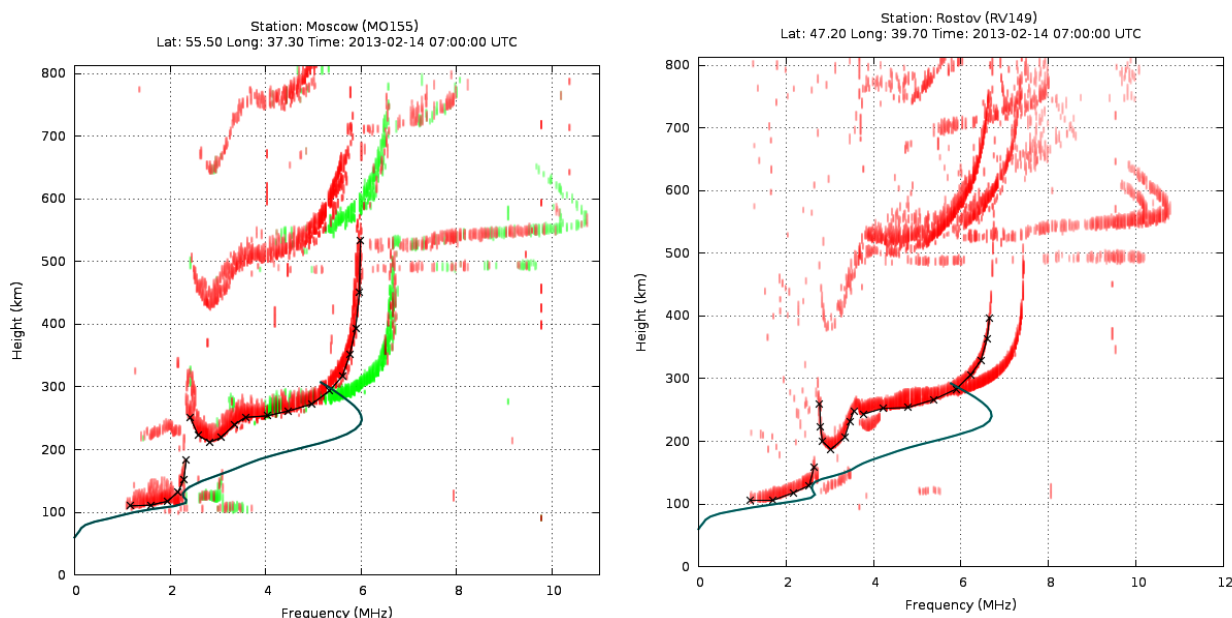 Station: Moscow (MO155)
Lat: 55.50 Long: 37.30 Time: 2013-02-14 07:00:00 UTC
800
700
600
500
400
300
200
100
0
Height (km)
0 2 4 6 8 10
Frequency (MHz)
Station: Rostov (RV149)
Lat: 47.20 Long: 39.70 Time: 2013-02-14 07:00:00 UTC
800
700
600
500
400
300
200
100
0
Height (km)
0 2 4 6 8 10 12
Frequency (MHz)